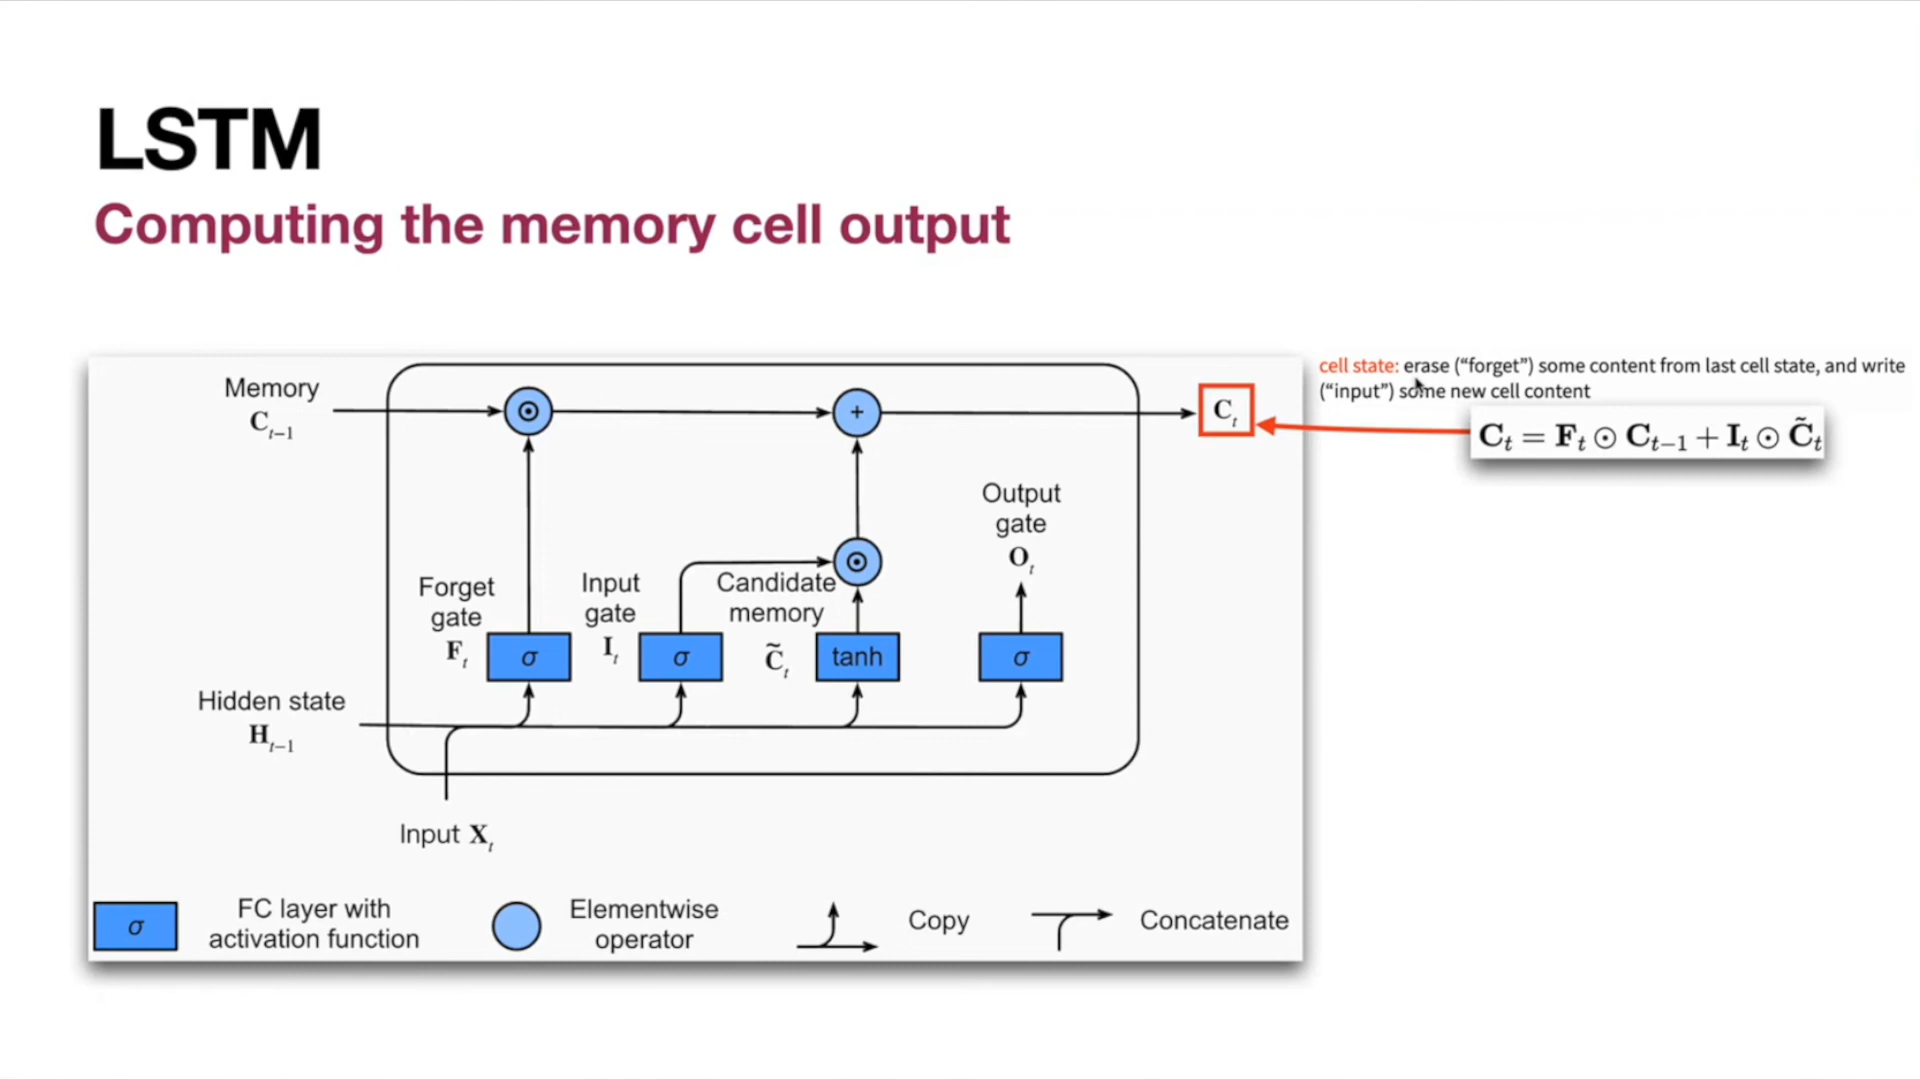 LSTM
Computing the memory cell output
cell state: erase (“forget”) some content from last cell state, and write
(“input”) some new cell content
C_t = F_t ⊙ C_{t−1} + I_t ⊙ C̃_t
Memory
C_{t−1}
⊙
+
C_t
Output
gate
O_t
⊙
Forget
gate
F_t
σ
Input
gate
I_t
σ
Candidate
memory
C̃_t
tanh
σ
Hidden state
H_{t−1}
Input X_t
σ
FC layer with
activation function
Elementwise
operator
Copy
Concatenate